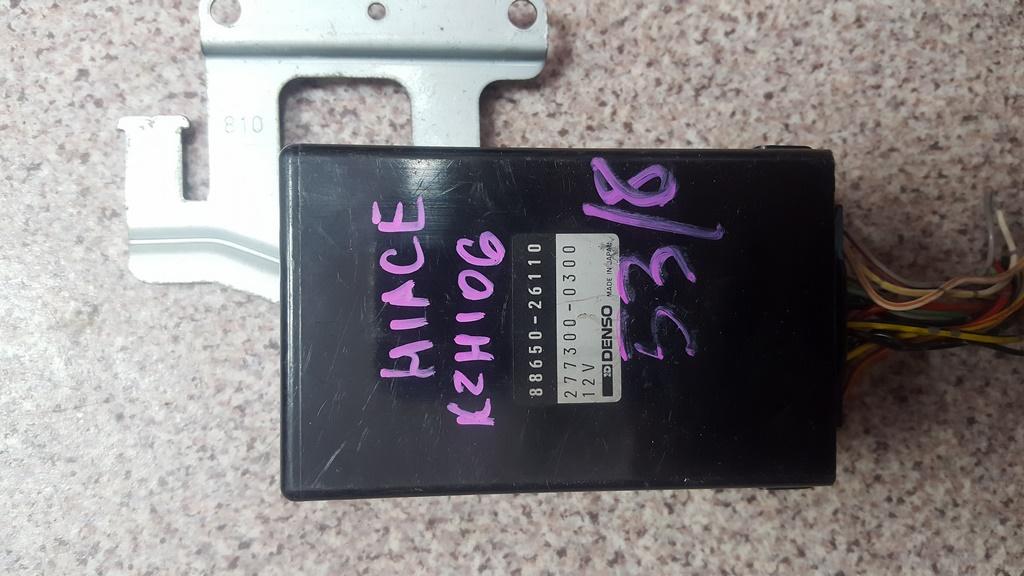 810
HIACE
KZH106
88650-26110
277300-0300
12V
DENSO MADE IN JAPAN
53/8